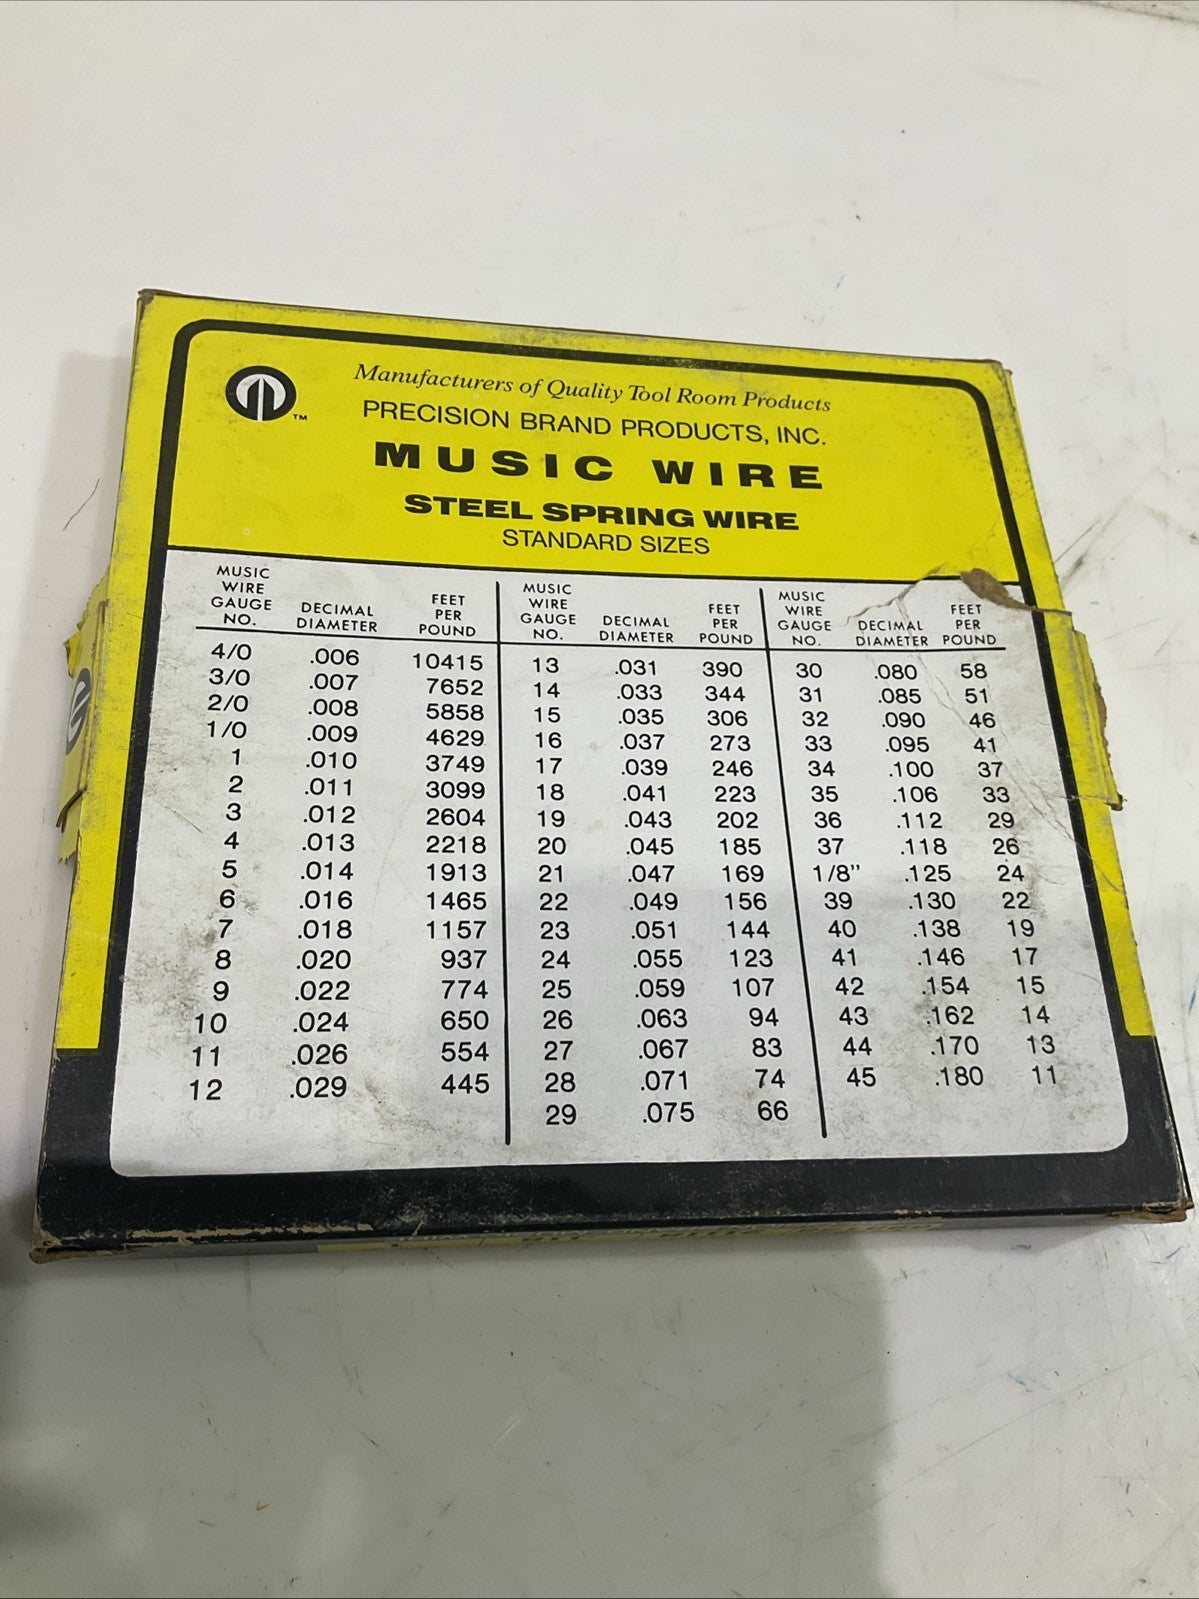 TM
Manufacturers of Quality Tool Room Products
PRECISION BRAND PRODUCTS, INC.
MUSIC WIRE
STEEL SPRING WIRE
STANDARD SIZES
MUSIC WIRE GAUGE NO. DECIMAL DIAMETER FEET PER POUND MUSIC WIRE GAUGE NO. DECIMAL DIAMETER FEET PER POUND MUSIC WIRE GAUGE NO. DECIMAL DIAMETER FEET PER POUND
4/0 .006 10415 13 .031 390 30 .080 58
3/0 .007 7652 14 .033 344 31 .085 51
2/0 .008 5858 15 .035 306 32 .090 46
1/0 .009 4629 16 .037 273 33 .095 41
1 .010 3749 17 .039 246 34 .100 37
2 .011 3099 18 .041 223 35 .106 33
3 .012 2604 19 .043 202 36 .112 29
4 .013 2218 20 .045 185 37 .118 26
5 .014 1913 21 .047 169 1/8” .125 24
6 .016 1465 22 .049 156 39 .130 22
7 .018 1157 23 .051 144 40 .138 19
8 .020 937 24 .055 123 41 .146 17
9 .022 774 25 .059 107 42 .154 15
10 .024 650 26 .063 94 43 .162 14
11 .026 554 27 .067 83 44 .170 13
12 .029 445 28 .071 74 45 .180 11
29 .075 66